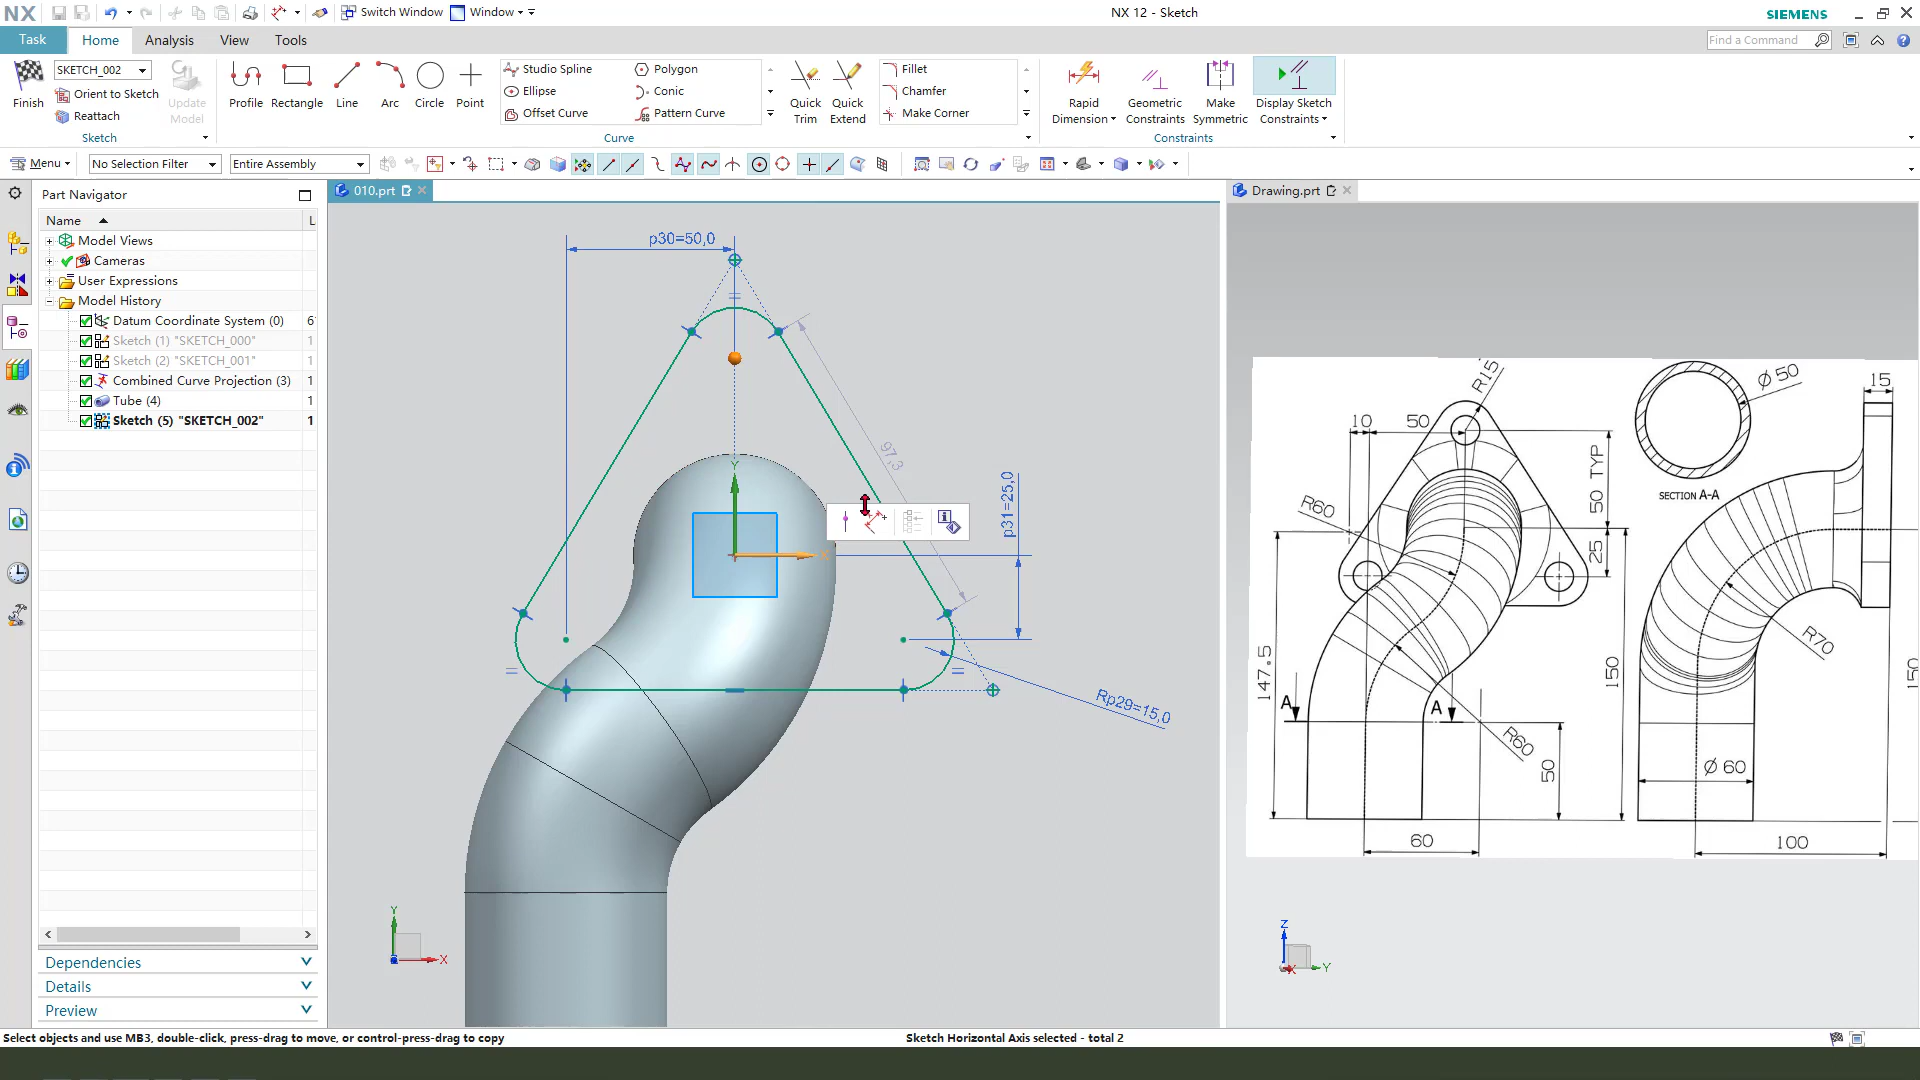 NX
Switch Window
Window
NX 12 - Sketch
SIEMENS
Task
Home
Analysis
View
Tools
Find a Command
SKETCH_002
Orient to Sketch
Reattach
Finish
Update Model
Sketch
Profile
Rectangle
Line
Arc
Circle
Point
Studio Spline
Polygon
Ellipse
Conic
Offset Curve
Pattern Curve
Curve
Quick Trim
Quick Extend
Fillet
Chamfer
Make Corner
Rapid Dimension
Geometric Constraints
Make Symmetric
Display Sketch Constraints
Constraints
Menu
No Selection Filter
Entire Assembly
Part Navigator
010.prt
Drawing.prt
Name
L
Model Views
Cameras
User Expressions
Model History
Datum Coordinate System (0)
6
Sketch (1) "SKETCH_000"
1
Sketch (2) "SKETCH_001"
1
Combined Curve Projection (3)
1
Tube (4)
1
Sketch (5) "SKETCH_002"
1
Dependencies
Details
Preview
p30=50,0
97,3
p31=25,0
Rp29=15,0
Y
X
Y
X
R15
Ø 50
15
10
50
50 TYP
SECTION A-A
R60
25
147.5
150
R70
A
A
R60
50
Ø 60
60
100
150
Z
X
Y
Select objects and use MB3, double-click, press-drag to move, or control-press-drag to copy
Sketch Horizontal Axis selected - total 2